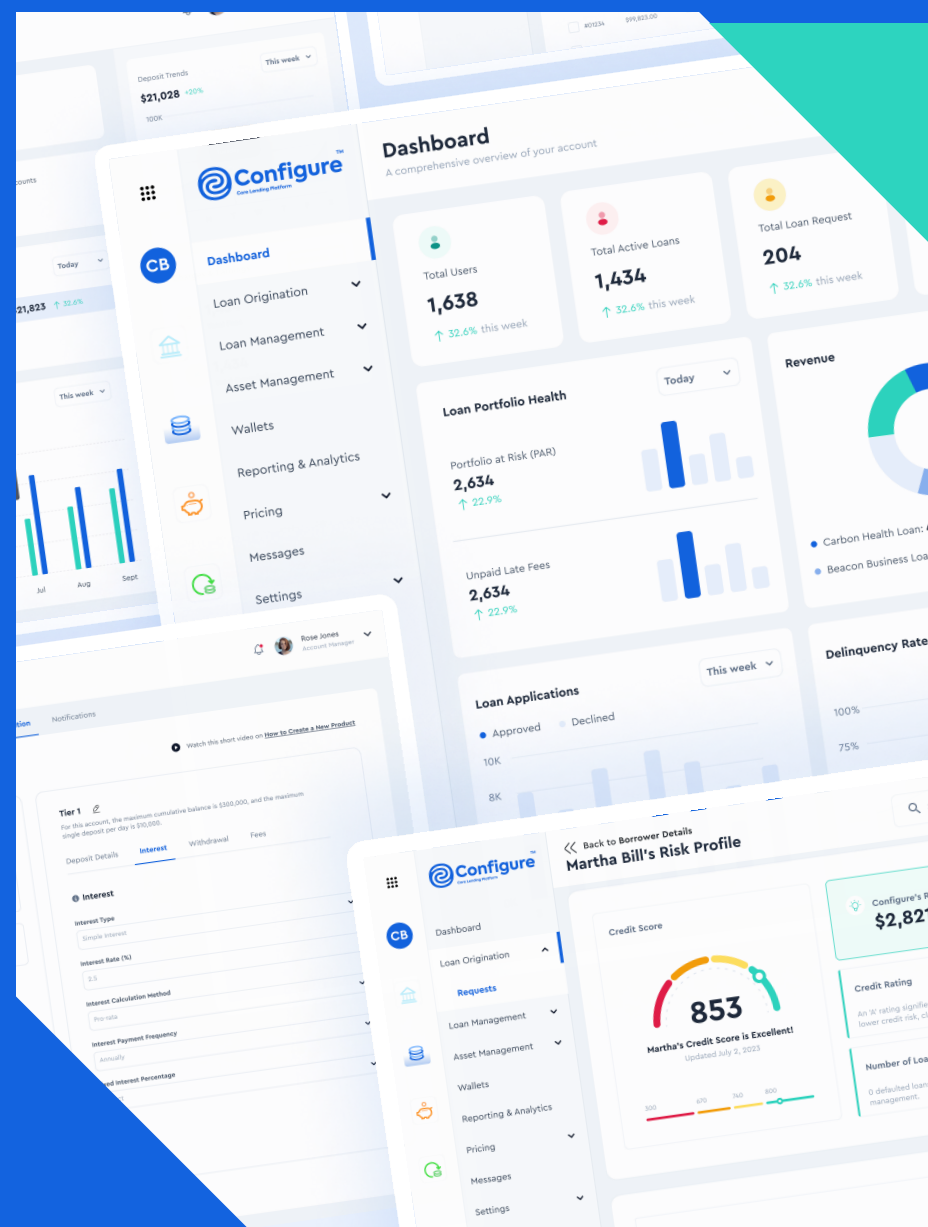 #01234 $99,823.00
Deposit Trends
This week
$21,028 +20%
100K
counts
Today
21,823 ↑ 32.6%
This week
Jul Aug Sept
Configure™
Core Lending Platform
CB
Dashboard
Loan Origination
Loan Management
Asset Management
Wallets
Reporting & Analytics
Pricing
Messages
Settings
Dashboard
A comprehensive overview of your account
Total Users
1,638
↑ 32.6% this week
Total Active Loans
1,434
↑ 32.6% this week
Total Loan Request
204
↑ 32.6% this week
Loan Portfolio Health
Today
Portfolio at Risk (PAR)
2,634
↑ 22.9%
Unpaid Late Fees
2,634
↑ 22.9%
Revenue
Carbon Health Loan:
Beacon Business Loa
Loan Applications
This week
Approved Declined
10K
8K
Delinquency Rate
100%
75%
Rose Jones
Account Manager
tion Notifications
Watch this short video on How to Create a New Product
Tier 1
For this account, the maximum cumulative balance is $300,000, and the maximum
single deposit per day is $10,000.
Deposit Details Interest Withdrawal Fees
Interest
Interest Type
Simple Interest
Interest Rate (%)
3.5
Interest Calculation Method
Pro-rata
Interest Payment Frequency
Annually
Interest Percentage
Configure™
Core Lending Platform
CB
Dashboard
Loan Origination
Requests
Loan Management
Asset Management
Wallets
Reporting & Analytics
Pricing
Messages
Settings
Back to Borrower Details
Martha Bill's Risk Profile
Credit Score
853
Martha's Credit Score is Excellent!
Updated July 2, 2023
300 670 740 800
Configure's R
$2,821
Credit Rating
An 'A' rating signifie
lower credit risk, cl
Number of Loa
0 defaulted loan
management.